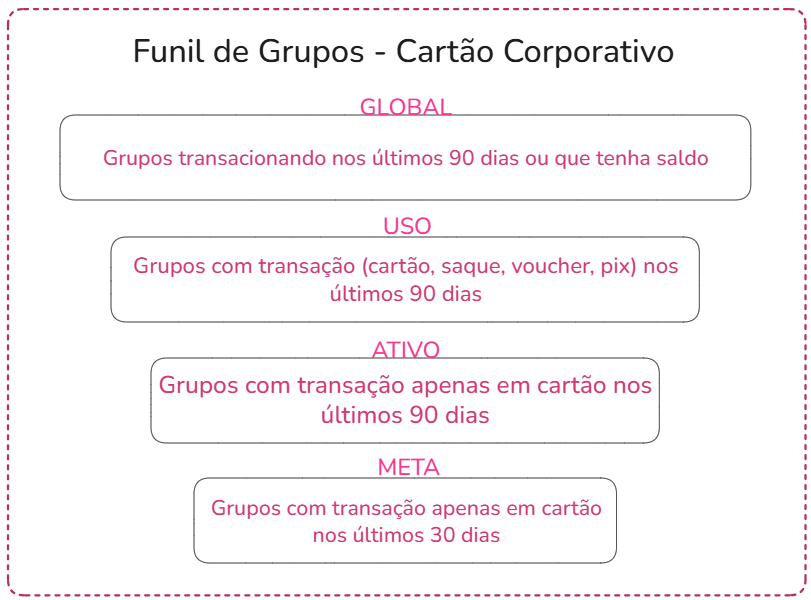 Funil de Grupos - Cartão Corporativo
GLOBAL
Grupos transacionando nos últimos 90 dias ou que tenha saldo
USO
Grupos com transação (cartão, saque, voucher, pix) nos
últimos 90 dias
ATIVO
Grupos com transação apenas em cartão nos
últimos 90 dias
META
Grupos com transação apenas em cartão
nos últimos 30 dias